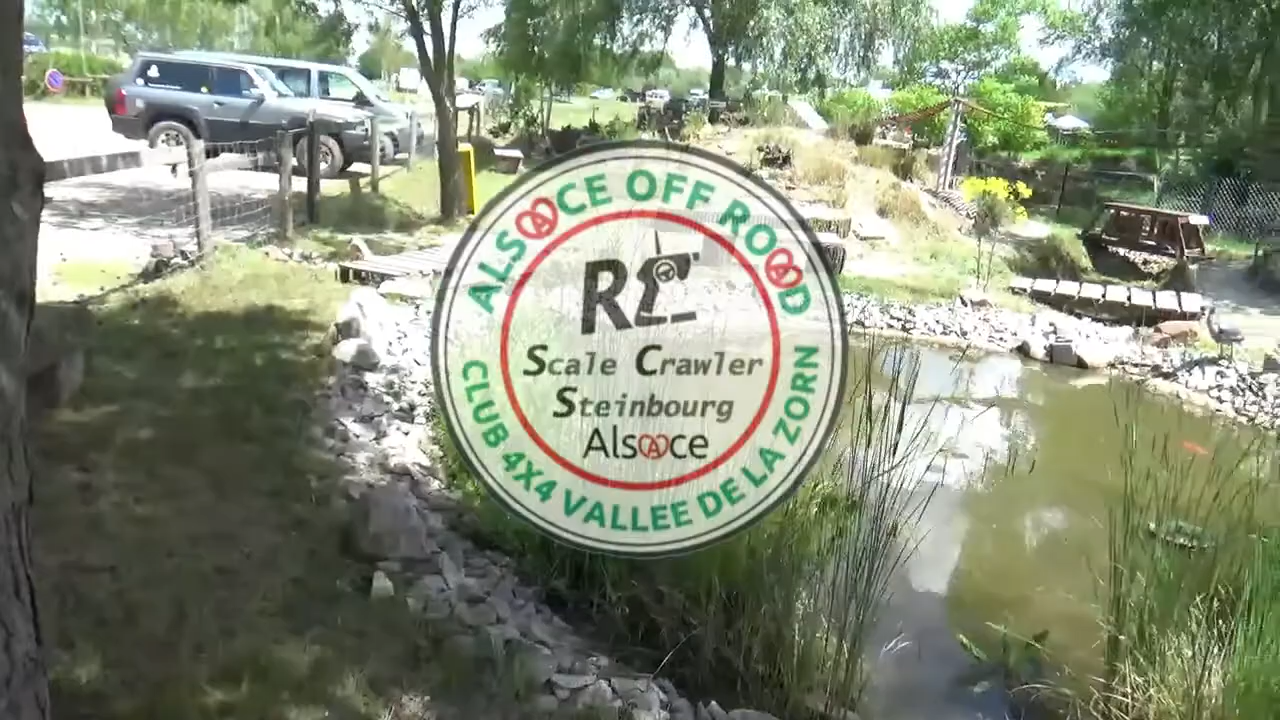 ALSACE OFF ROAD
RC
Scale Crawler
Steinbourg
Alsace
CLUB 4X4 VALLEE DE LA ZORN